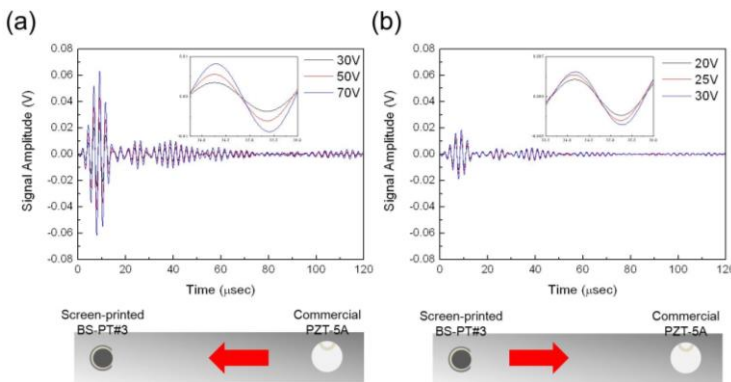 (a)
(b)
0.08
0.06
0.04
0.02
0.00
-0.02
-0.04
-0.06
-0.08
Signal Amplitude (V)
0 20 40 60 80 100 120
Time (μsec)
30V
50V
70V
0.08
0.06
0.04
0.02
0.00
-0.02
-0.04
-0.06
-0.08
Signal Amplitude (V)
0 20 40 60 80 100 120
Time (μsec)
20V
25V
30V
Screen-printed
BS-PT#3
Commercial
PZT-5A
Screen-printed
BS-PT#3
Commercial
PZT-5A